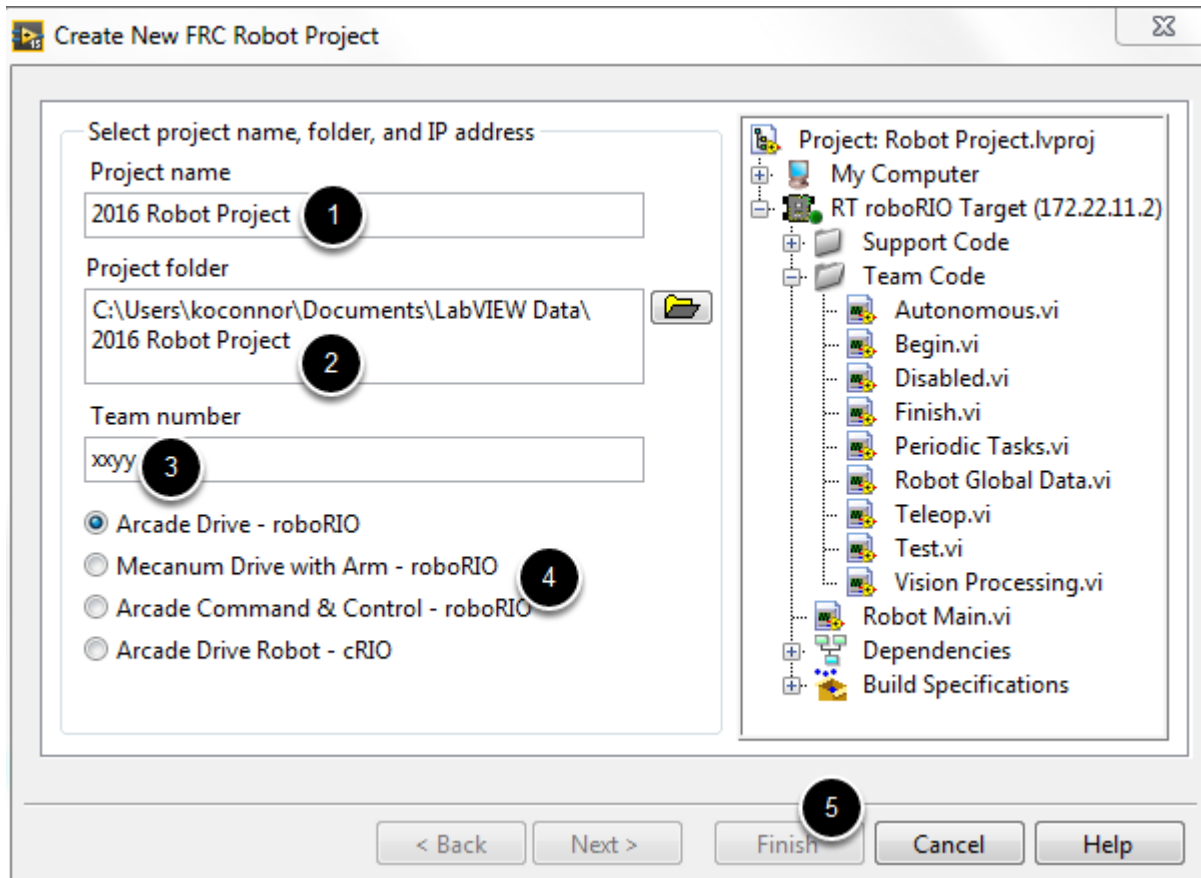 Create New FRC Robot Project
Select project name, folder, and IP address
Project name
2016 Robot Project
1
Project folder
C:\Users\koconnor\Documents\LabVIEW Data\
2016 Robot Project
2
Team number
xxyy
3
Arcade Drive - roboRIO
Mecanum Drive with Arm - roboRIO
4
Arcade Command & Control - roboRIO
Arcade Drive Robot - cRIO
Project: Robot Project.lvproj
My Computer
RT roboRIO Target (172.22.11.2)
Support Code
Team Code
Autonomous.vi
Begin.vi
Disabled.vi
Finish.vi
Periodic Tasks.vi
Robot Global Data.vi
Teleop.vi
Test.vi
Vision Processing.vi
Robot Main.vi
Dependencies
Build Specifications
5
< Back Next > Finish Cancel Help